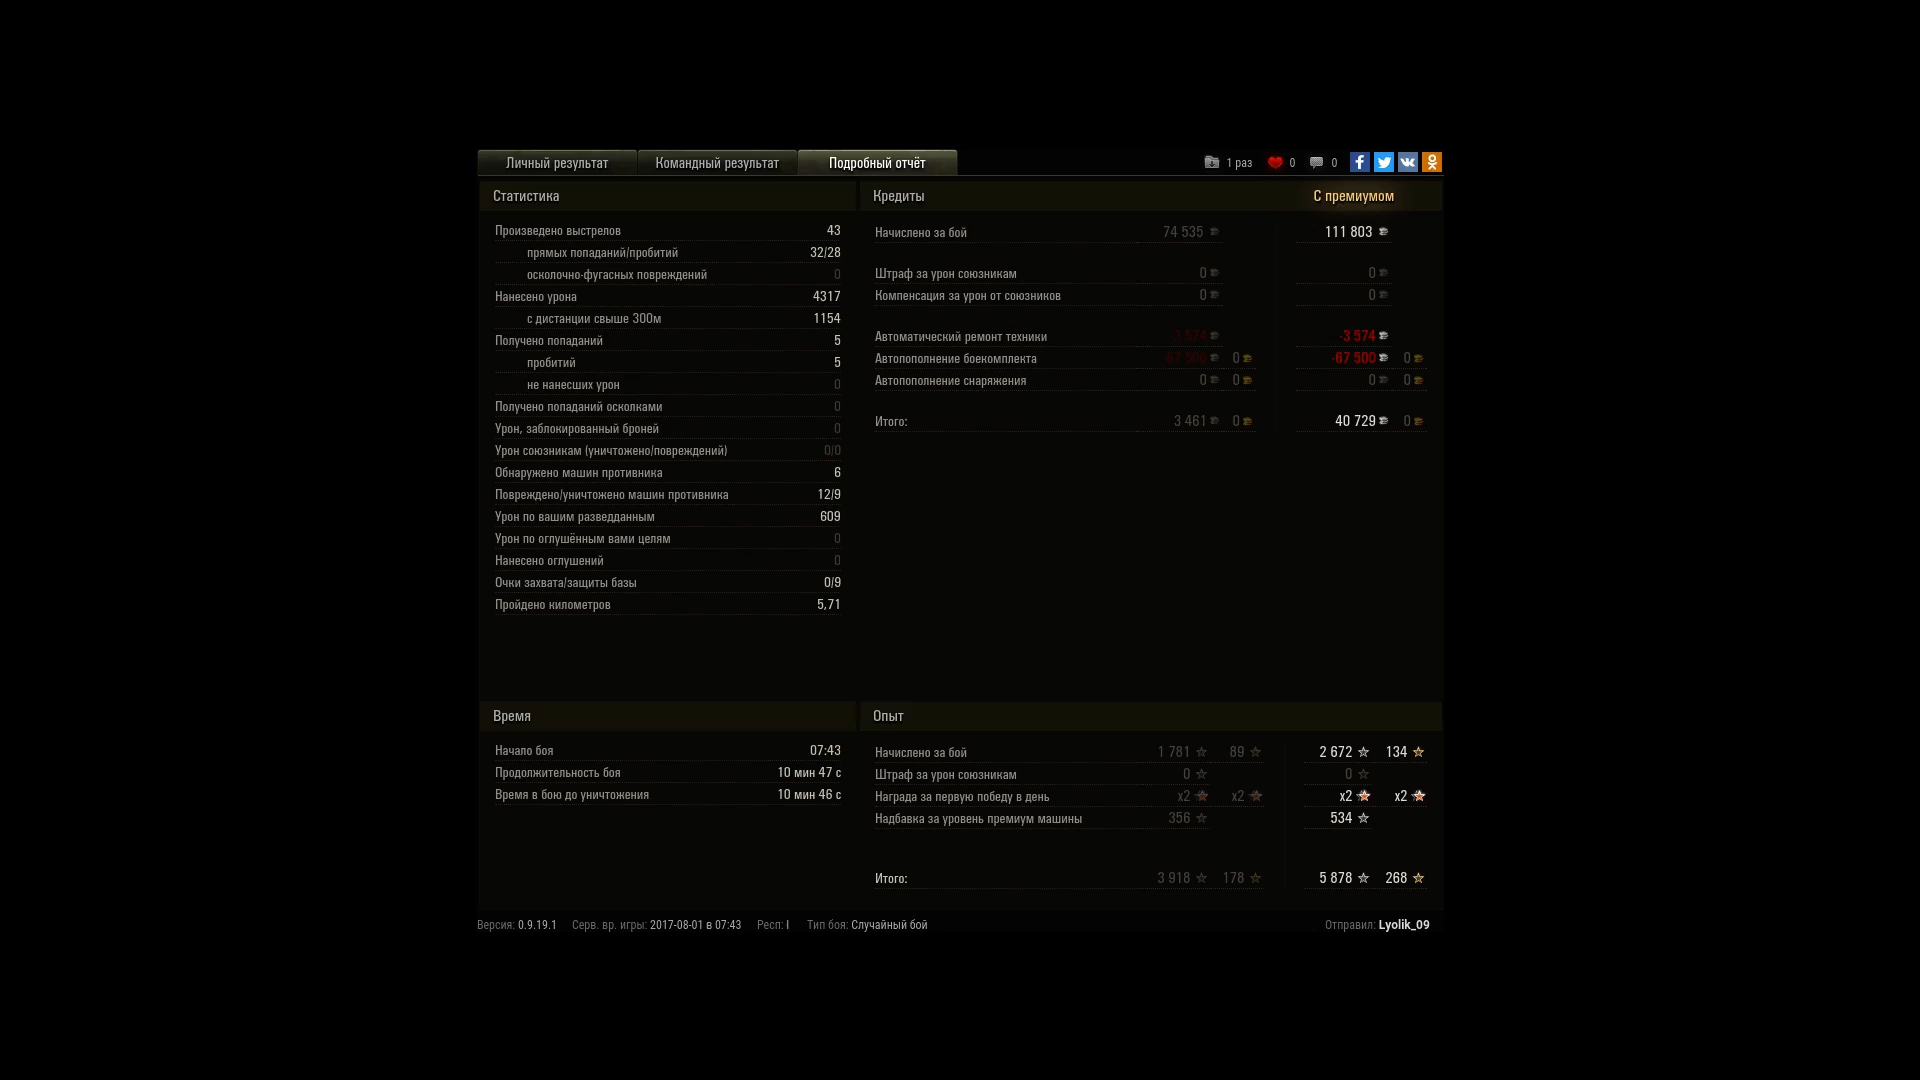 Личный результат Командный результат Подробный отчёт 1 раз 0 0
Статистика
Произведено выстрелов 43
прямых попаданий/пробитий 32/28
осколочно-фугасных повреждений 0
Нанесено урона 4317
с дистанции свыше 300м 1154
Получено попаданий 5
пробитий 5
не нанесших урон 0
Получено попаданий осколками 0
Урон, заблокированный броней 0
Урон союзникам (уничтожено/повреждений) 0/0
Обнаружено машин противника 6
Повреждено/уничтожено машин противника 12/9
Урон по вашим разведданным 609
Урон по оглушённым вами целям 0
Нанесено оглушений 0
Очки захвата/защиты базы 0/9
Пройдено километров 5,71
Кредиты С премиумом
Начислено за бой 74 535 111 803
Штраф за урон союзникам 0 0
Компенсация за урон от союзников 0 0
Автоматический ремонт техники -3 574 -3 574
Автопополнение боекомплекта -67 500 0 -67 500 0
Автопополнение снаряжения 0 0 0 0
Итого: 3 461 0 40 729 0
Время
Начало боя 07:43
Продолжительность боя 10 мин 47 с
Время в бою до уничтожения 10 мин 46 с
Опыт
Начислено за бой 1 781 89 2 672 134
Штраф за урон союзникам 0 0
Награда за первую победу в день x2 x2 x2 x2
Надбавка за уровень премиум машины 356 534
Итого: 3 918 178 5 878 268
Версия: 0.9.19.1 Серв. вр. игры: 2017-08-01 в 07:43 Респ: I Тип боя: Случайный бой Отправил: Lyolik_09